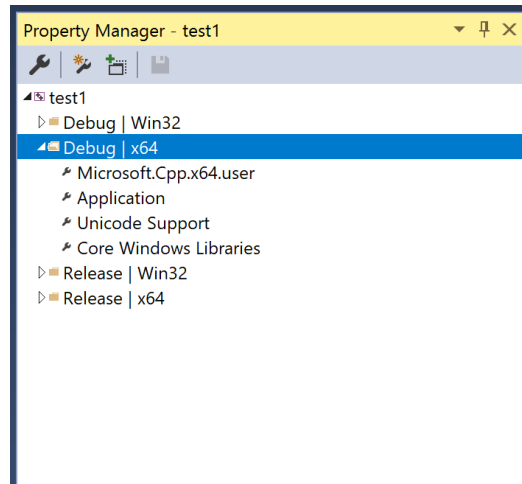 Property Manager - test1
test1
Debug | Win32
Debug | x64
Microsoft.Cpp.x64.user
Application
Unicode Support
Core Windows Libraries
Release | Win32
Release | x64